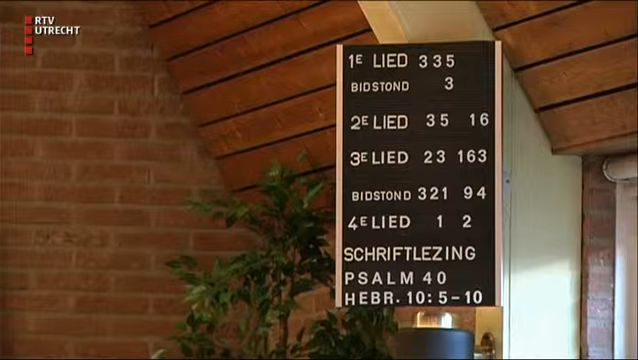 RTV
UTRECHT
1E LIED 335
BIDSTOND 3
2E LIED 35 16
3E LIED 23 163
BIDSTOND 321 94
4E LIED 1 2
SCHRIFTLEZING
PSALM 40
HEBR. 10: 5-10